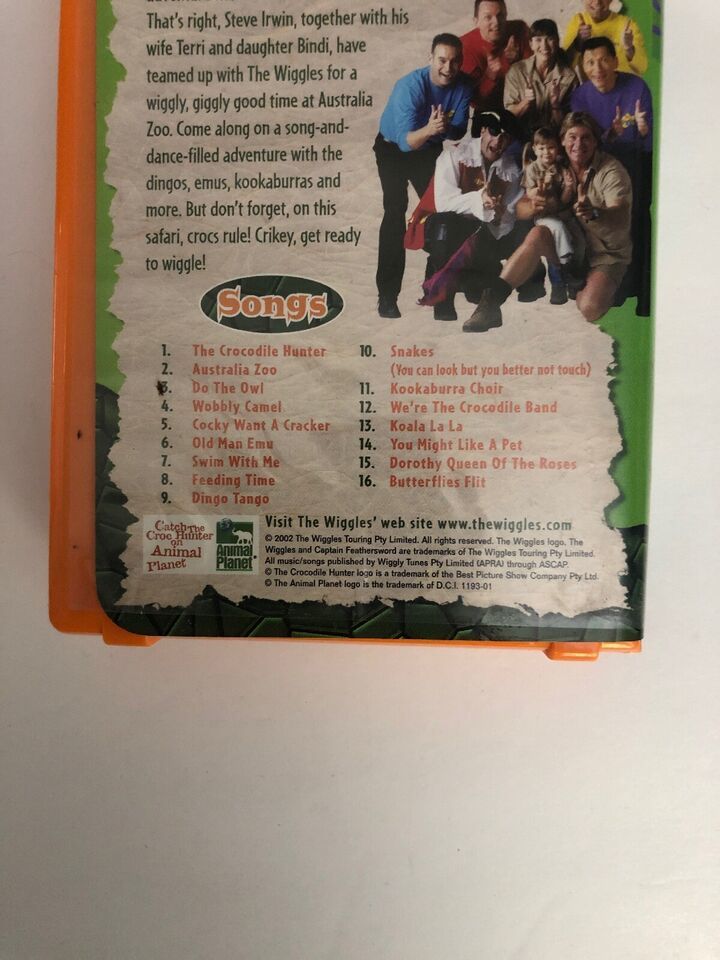 That's right, Steve Irwin, together with his
wife Terri and daughter Bindi, have
teamed up with The Wiggles for a
wiggly, giggly good time at Australia
Zoo. Come along on a song-and-
dance-filled adventure with the
dingos, emus, kookaburras and
more. But don't forget, on this
safari, crocs rule! Crikey, get ready
to wiggle!
Songs
1. The Crocodile Hunter
2. Australia Zoo
3. Do The Owl
4. Wobbly Camel
5. Cocky Want A Cracker
6. Old Man Emu
7. Swim With Me
8. Feeding Time
9. Dingo Tango
10. Snakes
(You can look but you better not touch)
11. Kookaburra Choir
12. We're The Crocodile Band
13. Koala La La
14. You Might Like A Pet
15. Dorothy Queen Of The Roses
16. Butterflies Flit
Catch The
Croc Hunter
on
Animal
Planet
Animal
Planet
Visit The Wiggles' web site www.thewiggles.com
© 2002 The Wiggles Touring Pty Limited. All rights reserved. The Wiggles logo, The
Wiggles and Captain Feathersword are trademarks of The Wiggles Touring Pty Limited.
All music/songs published by Wiggly Tunes Pty Limited (APRA) through ASCAP.
© The Crocodile Hunter logo is a trademark of the Best Picture Show Company Pty Ltd.
© The Animal Planet logo is the trademark of D.C.I. 1193-01